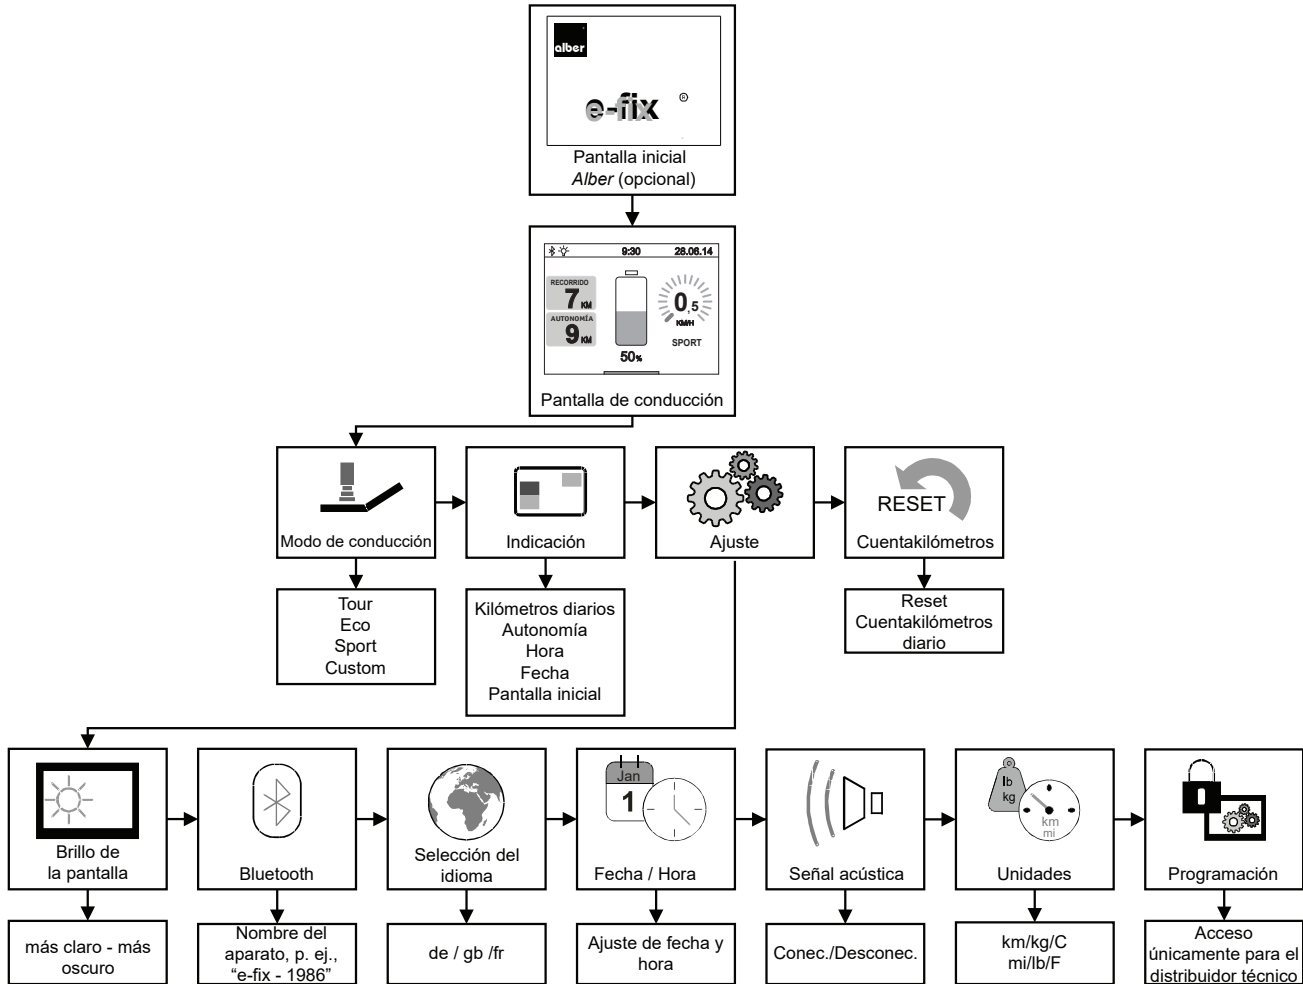 alber
e-fix ®
Pantalla inicial
Alber (opcional)
9:30 28.06.14
RECORRIDO
7 KM
AUTONOMÍA
9 KM
50%
0,5
KM/H
SPORT
Pantalla de conducción
Modo de conducción
Indicación
Ajuste
RESET
Cuentakilómetros
Tour
Eco
Sport
Custom
Kilómetros diarios
Autonomía
Hora
Fecha
Pantalla inicial
Reset
Cuentakilómetros
diario
Brillo de
la pantalla
Bluetooth
Selección del
idioma
Jan
1
Fecha / Hora
Señal acústica
lb
kg
km
mi
Unidades
Programación
más claro - más
oscuro
Nombre del
aparato, p. ej.,
“e-fix - 1986”
de / gb /fr
Ajuste de fecha y
hora
Conec./Desconec.
km/kg/C
mi/lb/F
Acceso
únicamente para el
distribuidor técnico